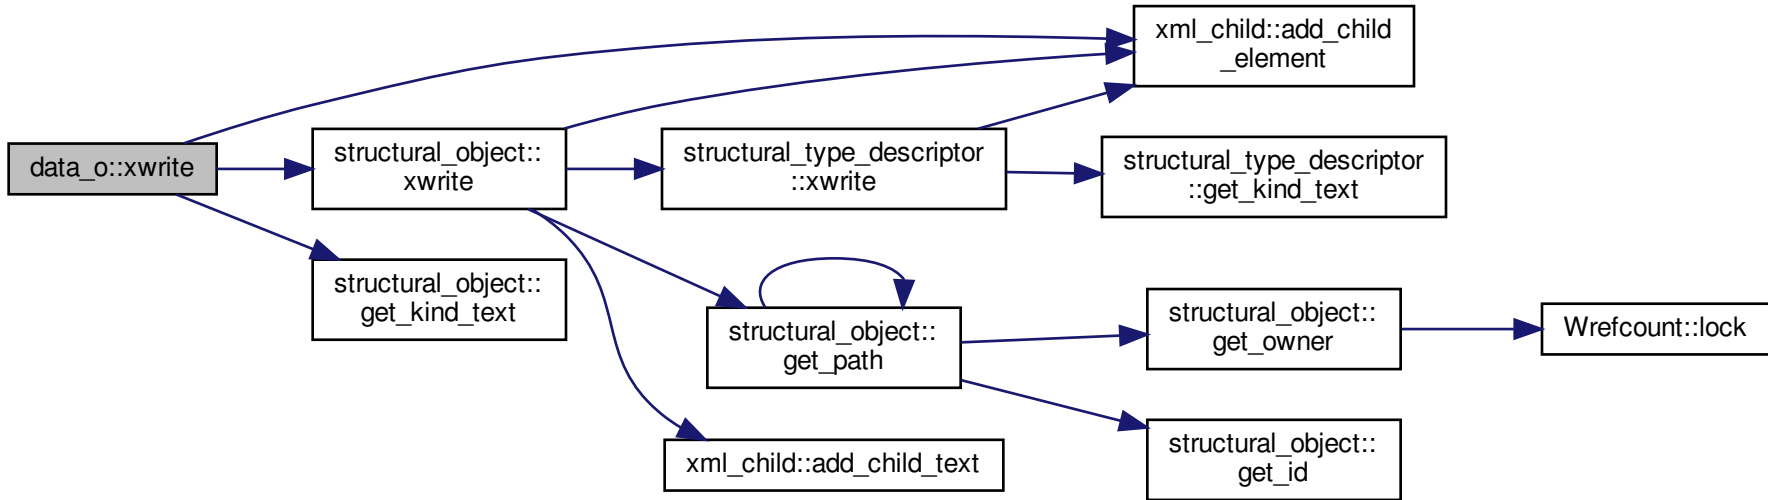 xml_child::add_child
_element
data_o::xwrite
structural_object::
xwrite
structural_type_descriptor
::xwrite
structural_type_descriptor
::get_kind_text
structural_object::
get_kind_text
structural_object::
get_path
structural_object::
get_owner
Wrefcount::lock
xml_child::add_child_text
structural_object::
get_id